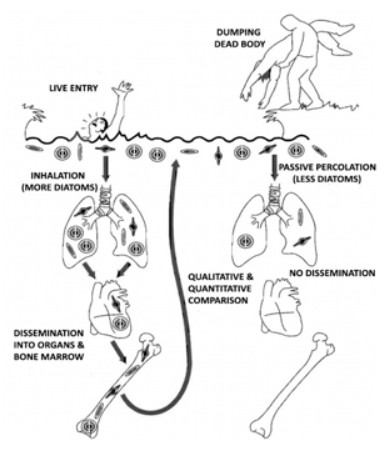 DUMPING
DEAD BODY
LIVE ENTRY
INHALATION
(MORE DIATOMS)
PASSIVE PERCOLATION
(LESS DIATOMS)
QUALITATIVE &
QUANTITATIVE
COMPARISON
NO DISSEMINATION
DISSEMINATION
INTO ORGANS &
BONE MARROW